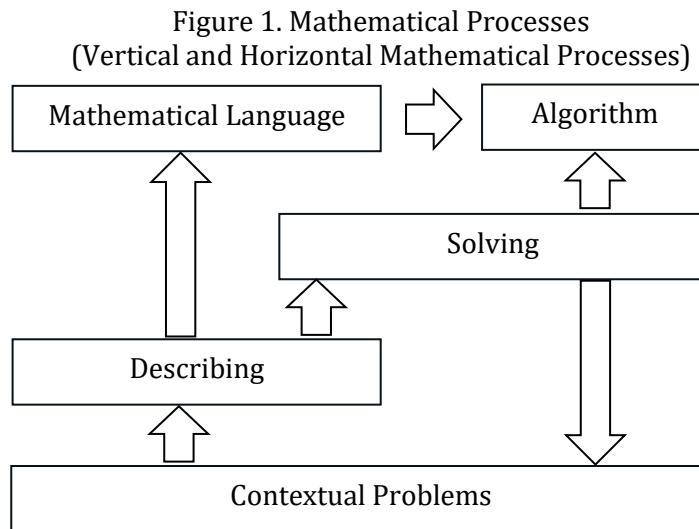 Figure 1. Mathematical Processes
(Vertical and Horizontal Mathematical Processes)
Mathematical Language
Algorithm
Solving
Describing
Contextual Problems